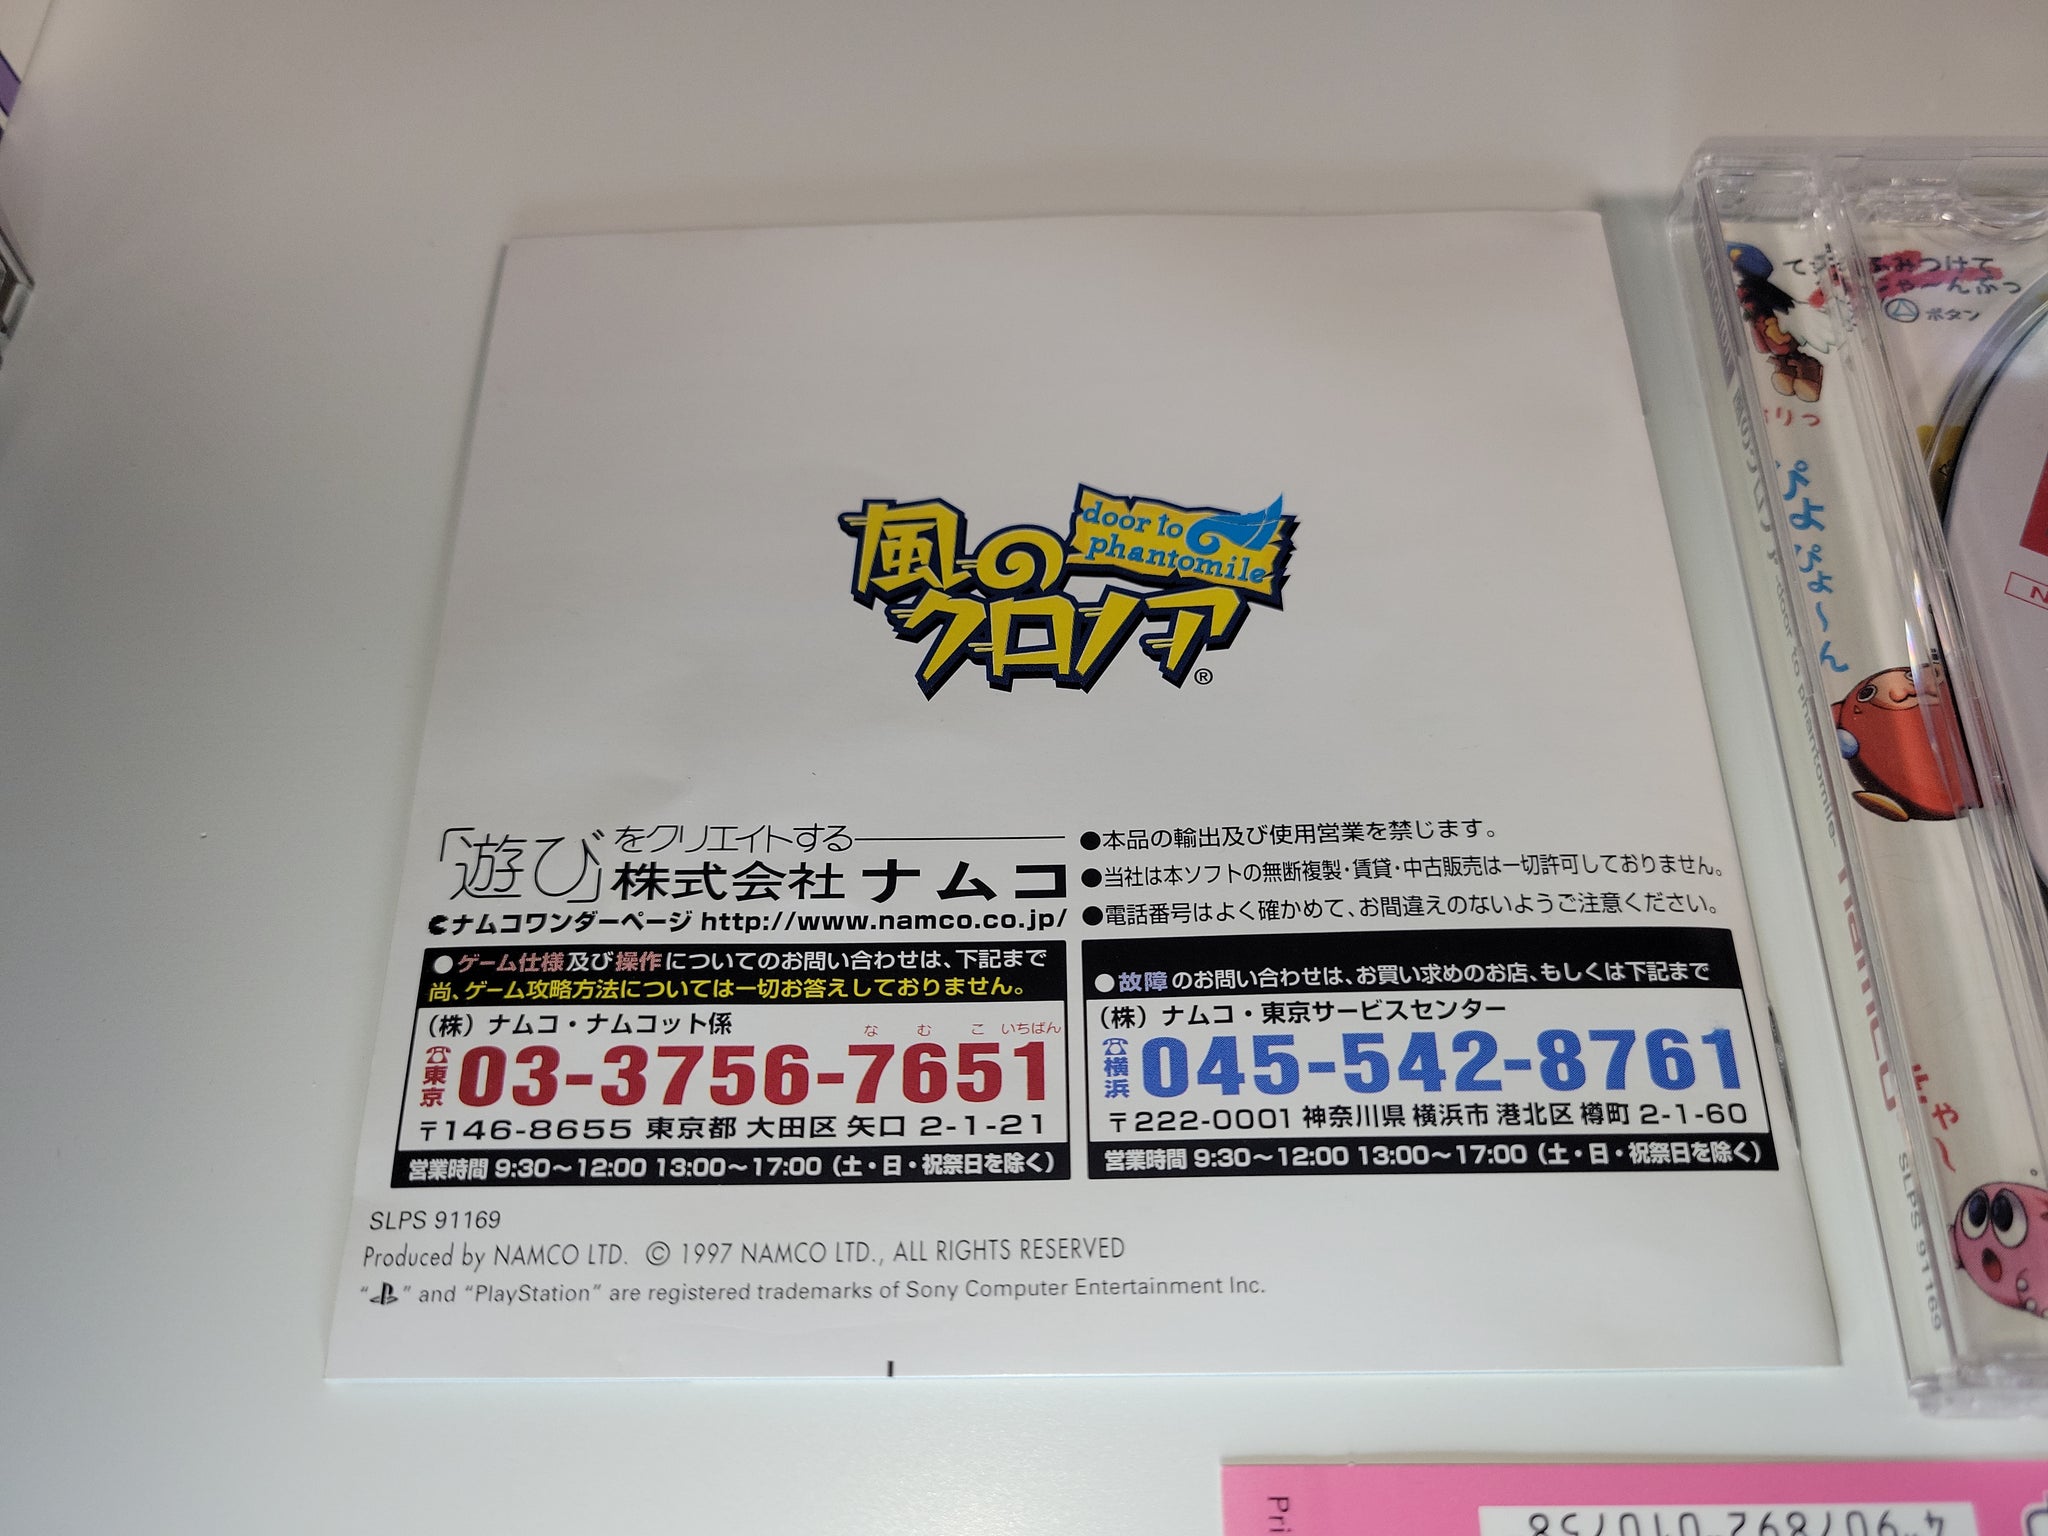 風の
door to
phantomile
クロノア
®
「遊び」をクリエイトする
株式会社 ナムコ
ナムコワンダーページ http://www.namco.co.jp/
●本品の輸出及び使用営業を禁じます。
●当社は本ソフトの無断複製・賃貸・中古販売は一切許可しておりません。
●電話番号はよく確かめて、お間違えのないようご注意ください。
●ゲーム仕様及び操作についてのお問い合わせは、下記まで
尚、ゲーム攻略方法については一切お答えしておりません。
(株) ナムコ・ナムコット係
な む こ いちばん
☎東京 03-3756-7651
〒146-8655 東京都 大田区 矢口 2-1-21
営業時間 9:30〜12:00 13:00〜17:00 (土・日・祝祭日を除く)
●故障のお問い合わせは、お買い求めのお店、もしくは下記まで
(株) ナムコ・東京サービスセンター
☎横浜 045-542-8761
〒222-0001 神奈川県 横浜市 港北区 樽町 2-1-60
営業時間 9:30〜12:00 13:00〜17:00 (土・日・祝祭日を除く)
SLPS 91169
Produced by NAMCO LTD. © 1997 NAMCO LTD., ALL RIGHTS RESERVED
“ ” and “PlayStation” are registered trademarks of Sony Computer Entertainment Inc.
ボタン
ぴよぴよ〜ん
door to phantomile
namco
SLPS 91169
Pri